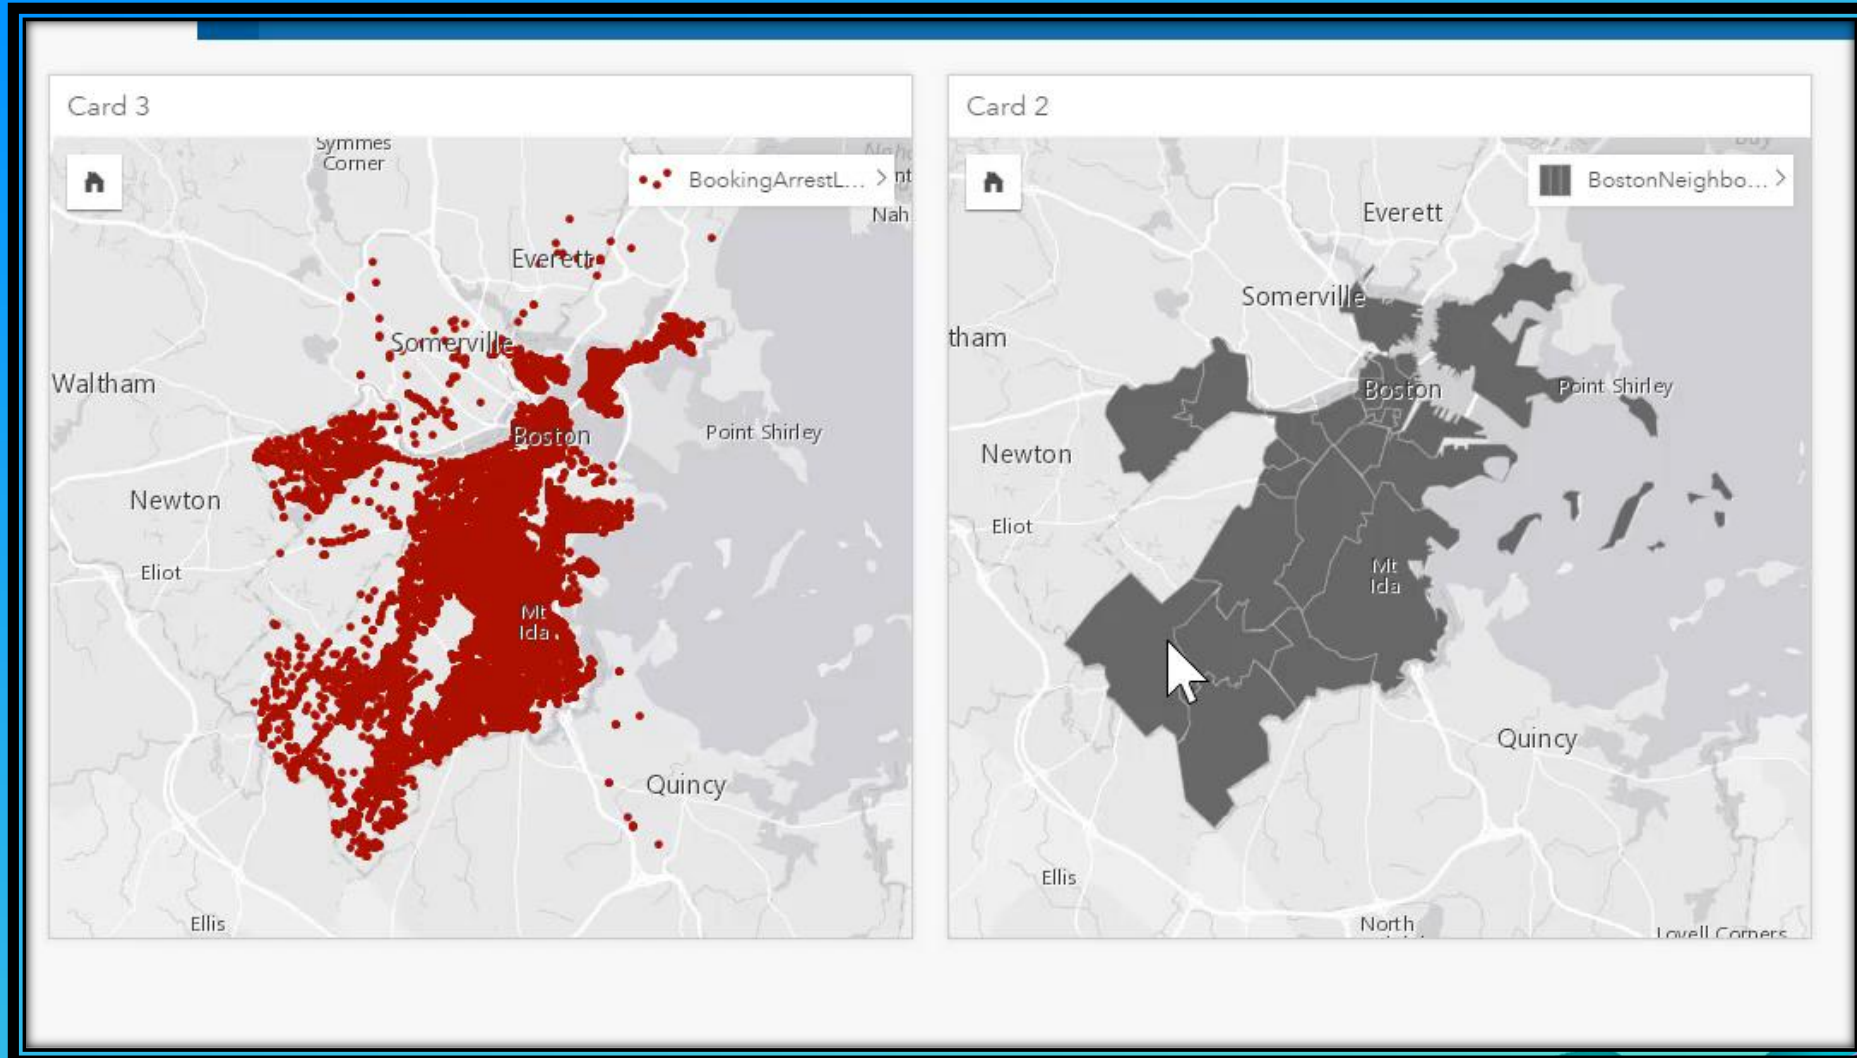 Card 3
Symmes
Corner
BookingArrestL...
nt
Nah
Everett
Somerville
Waltham
Boston
Point Shirley
Newton
Eliot
Mt
Ida
Quincy
Ellis
Card 2
BostonNeighbo...
Everett
Somerville
tham
Boston
Point Shirley
Newton
Eliot
Mt
Ida
Quincy
Ellis
North
Lovell Corners